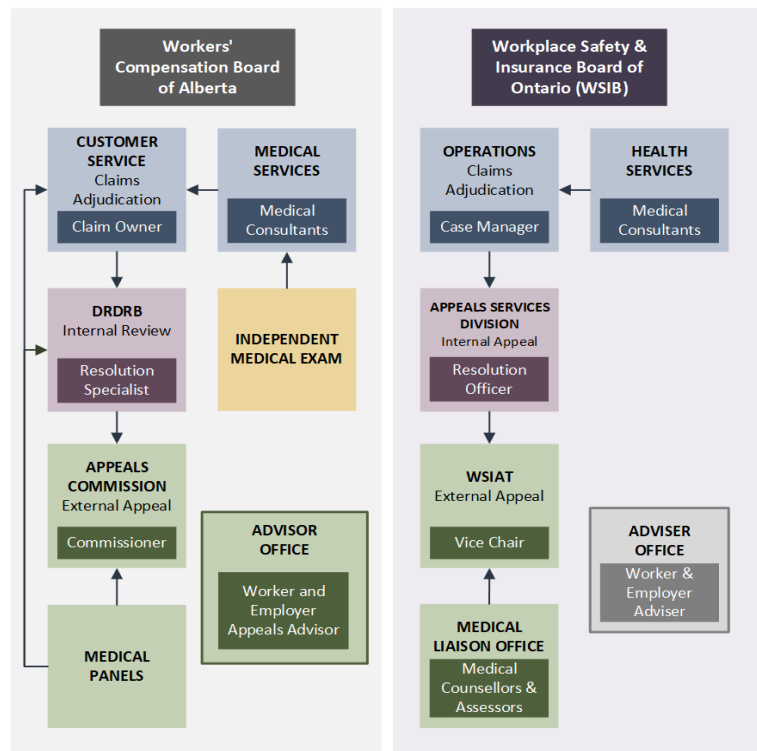 Workers'
Compensation Board
of Alberta
CUSTOMER
SERVICE
Claims
Adjudication
Claim Owner
MEDICAL
SERVICES
Medical
Consultants
DRDRB
Internal Review
Resolution
Specialist
INDEPENDENT
MEDICAL EXAM
APPEALS
COMMISSION
External Appeal
Commissioner
ADVISOR
OFFICE
Worker and
Employer
Appeals Advisor
MEDICAL
PANELS
Workplace Safety &
Insurance Board of
Ontario (WSIB)
OPERATIONS
Claims
Adjudication
Case Manager
HEALTH
SERVICES
Medical
Consultants
APPEALS SERVICES
DIVISION
Internal Appeal
Resolution
Officer
WSIAT
External Appeal
Vice Chair
ADVISER
OFFICE
Worker &
Employer
Adviser
MEDICAL
LIAISON OFFICE
Medical
Counsellors &
Assessors